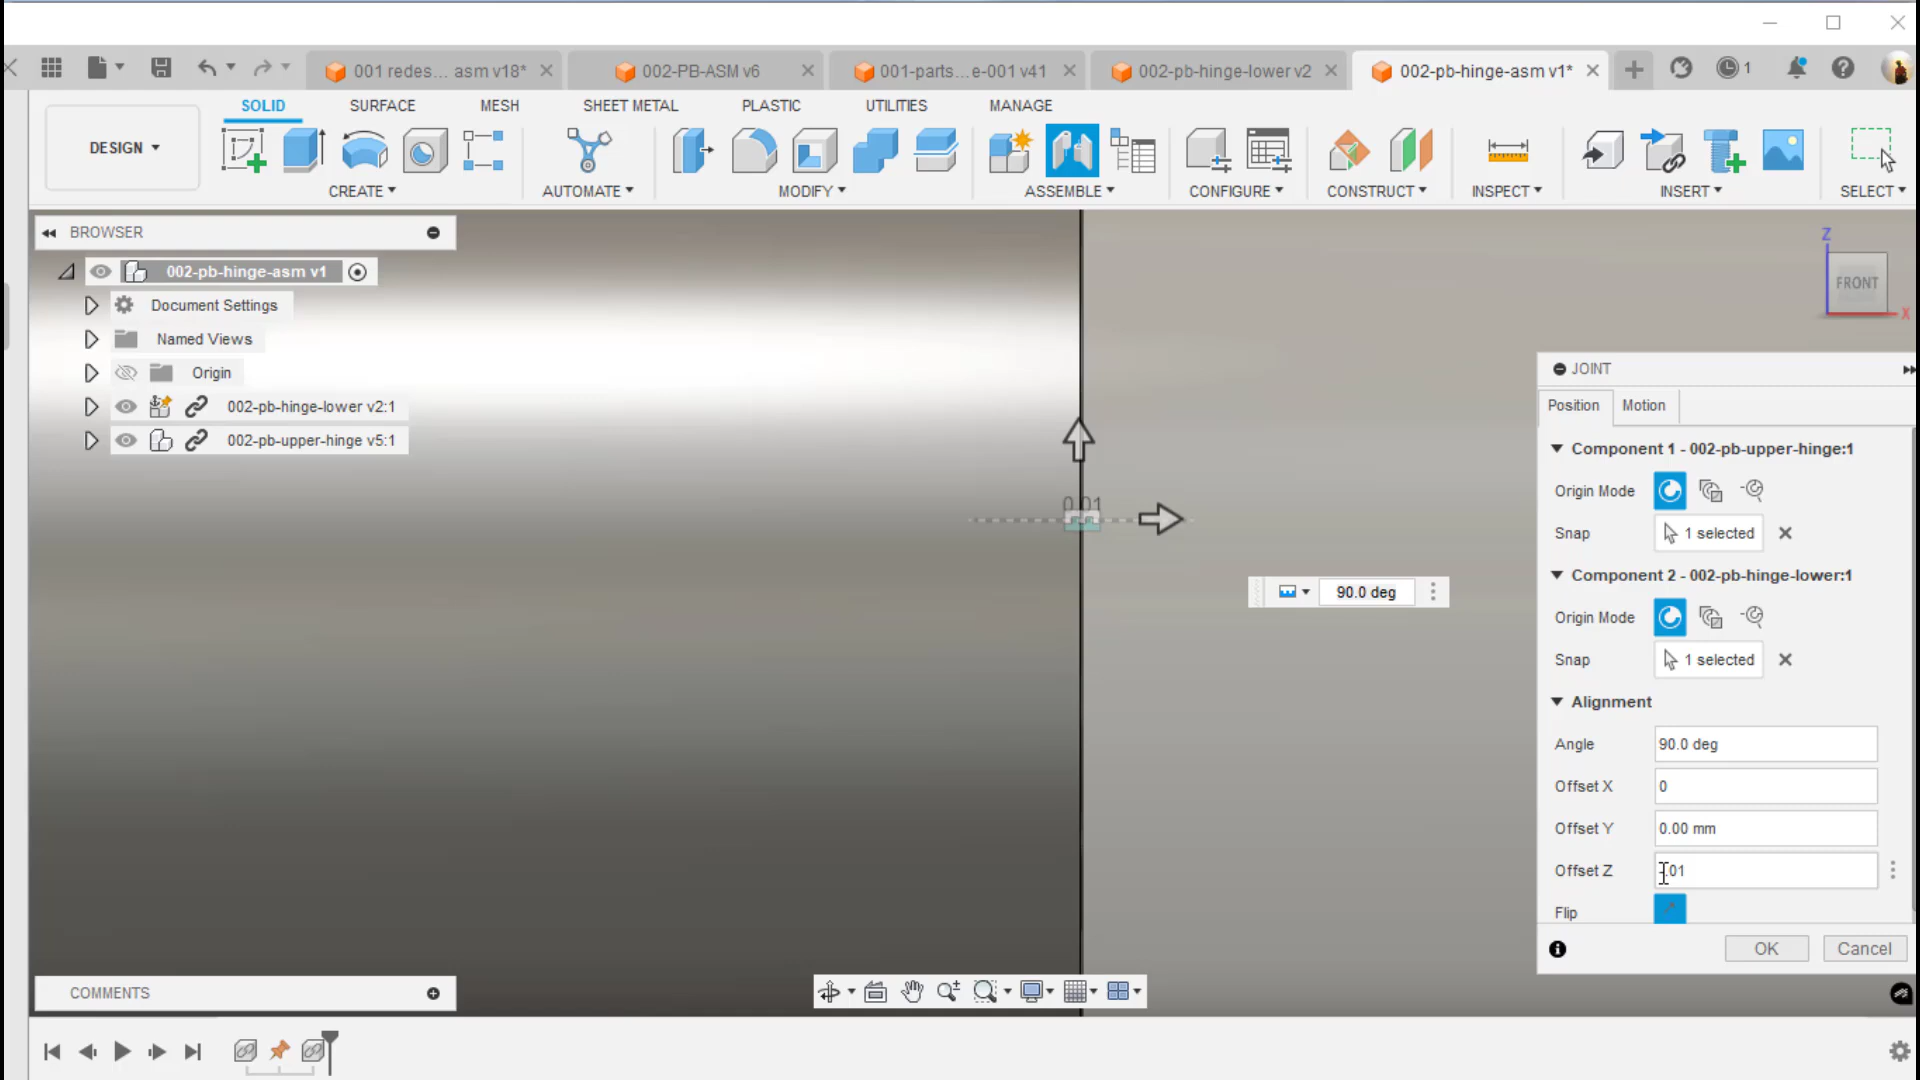 001 redes... asm v18*
002-PB-ASM v6
001-parts...e-001 v41
002-pb-hinge-lower v2
002-pb-hinge-asm v1*
1
SOLID
SURFACE
MESH
SHEET METAL
PLASTIC
UTILITIES
MANAGE
DESIGN
CREATE
AUTOMATE
MODIFY
ASSEMBLE
CONFIGURE
CONSTRUCT
INSPECT
INSERT
SELECT
BROWSER
002-pb-hinge-asm v1
Document Settings
Named Views
Origin
002-pb-hinge-lower v2:1
002-pb-upper-hinge v5:1
Z
FRONT
X
0.01
90.0 deg
JOINT
Position
Motion
Component 1 - 002-pb-upper-hinge:1
Origin Mode
Snap
1 selected
Component 2 - 002-pb-hinge-lower:1
Origin Mode
Snap
1 selected
Alignment
Angle
90.0 deg
Offset X
0
Offset Y
0.00 mm
Offset Z
Flip
OK
Cancel
COMMENTS